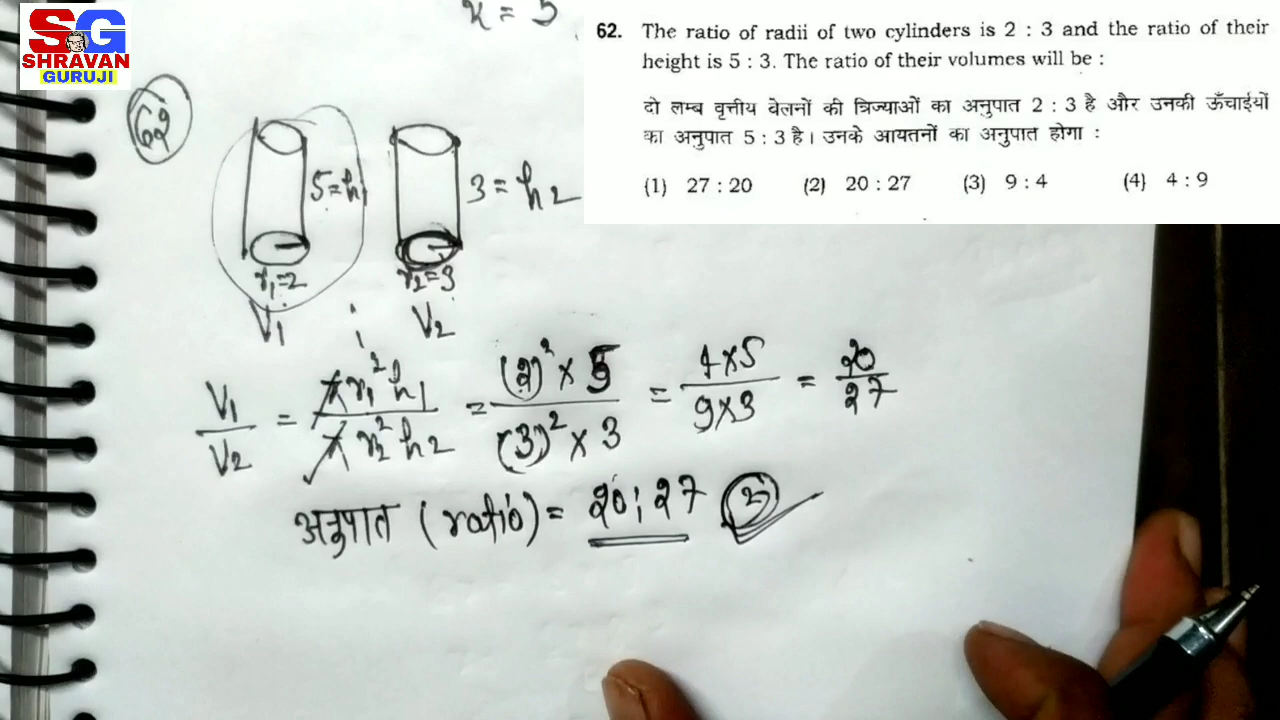 x = 5
SG
SHRAVAN
GURUJI
62. The ratio of radii of two cylinders is 2 : 3 and the ratio of their
height is 5 : 3. The ratio of their volumes will be :
दो लम्ब वृत्तीय बेलनों की त्रिज्याओं का अनुपात 2 : 3 है और उनकी ऊँचाईयों
का अनुपात 5 : 3 है। उनके आयतनों का अनुपात होगा :
(1) 27 : 20 (2) 20 : 27 (3) 9 : 4 (4) 4 : 9
62
5=h1 3=h2
r1=2 r2=3
V1 : V2
V1/V2 = πr1²h1/πr2²h2 = (2)²×5/(3)²×3 = 4×5/9×3 = 20/27
अनुपात (ratio) = 20:27 2